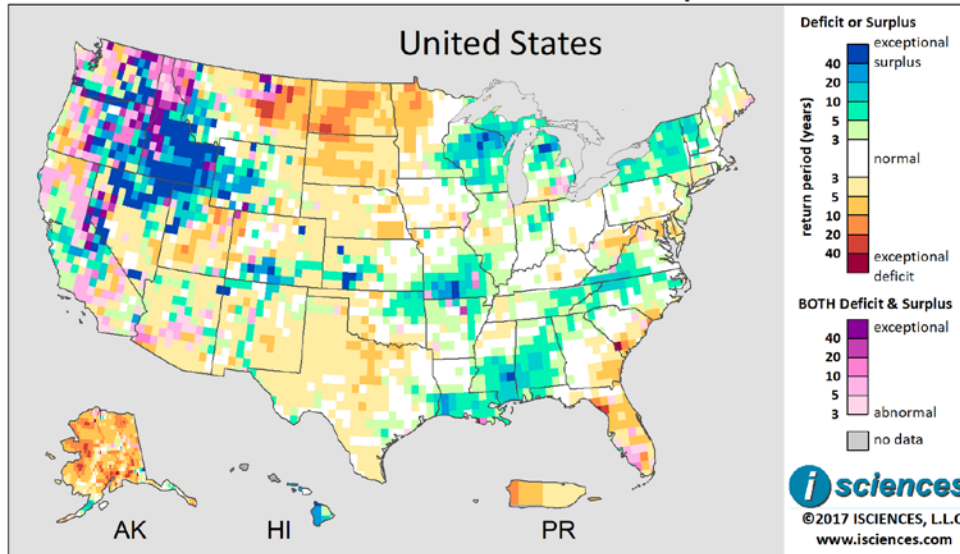 United States
AK
HI
PR
Deficit or Surplus
return period (years)
40
20
10
5
3
3
5
10
20
40
exceptional
surplus
normal
exceptional
deficit
BOTH Deficit & Surplus
40
20
10
5
3
exceptional
abnormal
no data
i isciences
©2017 ISCIENCES, L.L.C
www.isciences.com